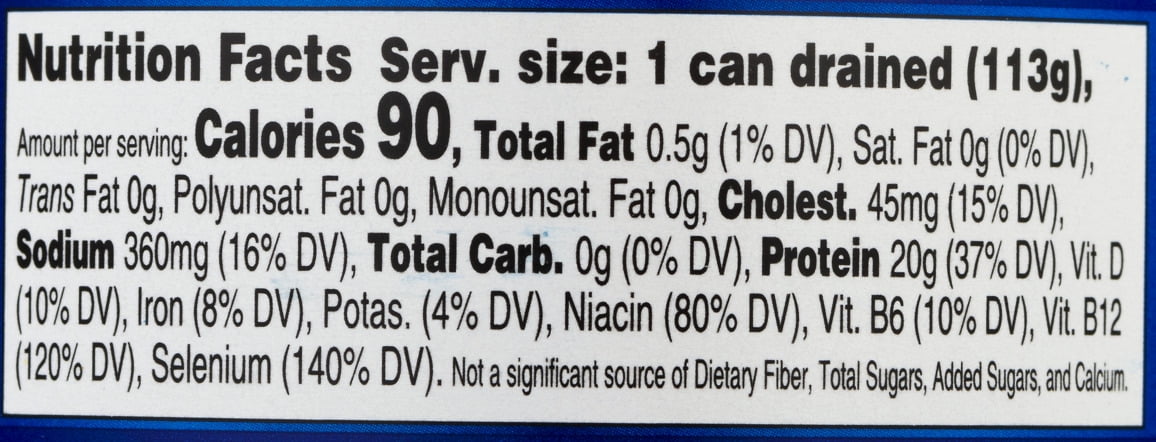 Nutrition Facts Serv. size: 1 can drained (113g),
Amount per serving: Calories 90, Total Fat 0.5g (1% DV), Sat. Fat 0g (0% DV),
Trans Fat 0g, Polyunsat. Fat 0g, Monounsat. Fat 0g, Cholest. 45mg (15% DV),
Sodium 360mg (16% DV), Total Carb. 0g (0% DV), Protein 20g (37% DV), Vit. D
(10% DV), Iron (8% DV), Potas. (4% DV), Niacin (80% DV), Vit. B6 (10% DV), Vit. B12
(120% DV), Selenium (140% DV). Not a significant source of Dietary Fiber, Total Sugars, Added Sugars, and Calcium.